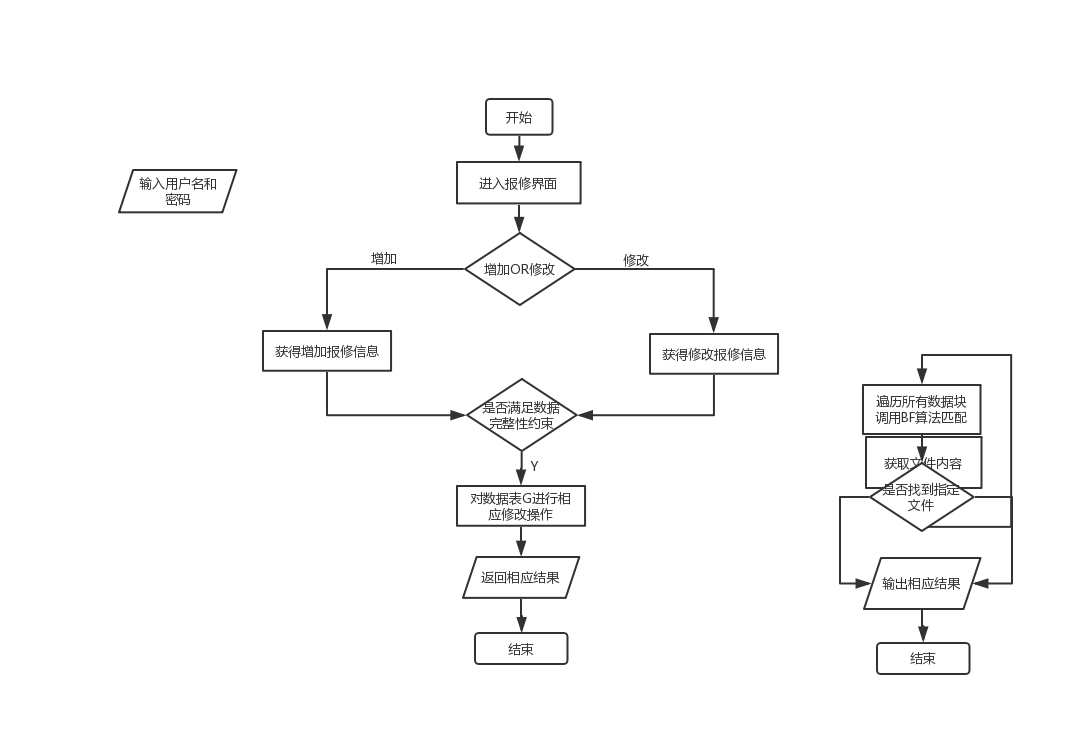 开始
输入用户名和
密码
进入报修界面
增加
增加OR修改
修改
获得增加报修信息
获得修改报修信息
是否满足数据
完整性约束
Y
对数据表G进行相
应修改操作
返回相应结果
结束
遍历所有数据块
调用BF算法匹配
获取文件内容
是否找到指定
文件
输出相应结果
结束